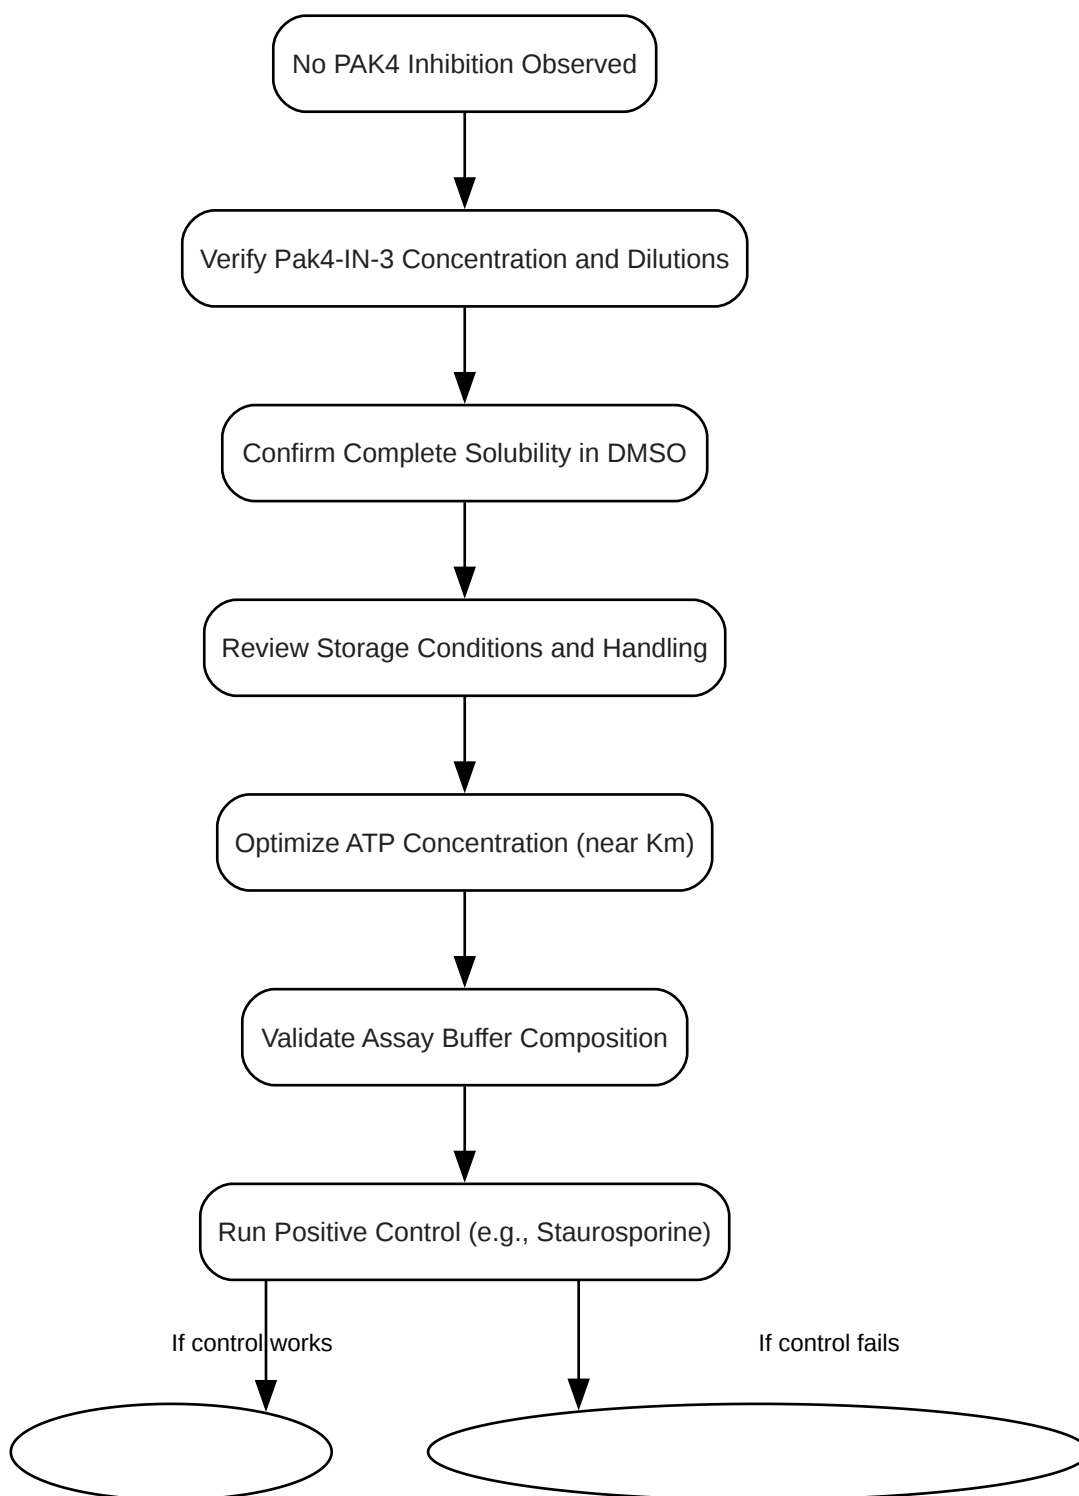 No PAK4 Inhibition Observed
Verify Pak4-IN-3 Concentration and Dilutions
Confirm Complete Solubility in DMSO
Review Storage Conditions and Handling
Optimize ATP Concentration (near Km)
Validate Assay Buffer Composition
Run Positive Control (e.g., Staurosporine)
If control works
If control fails